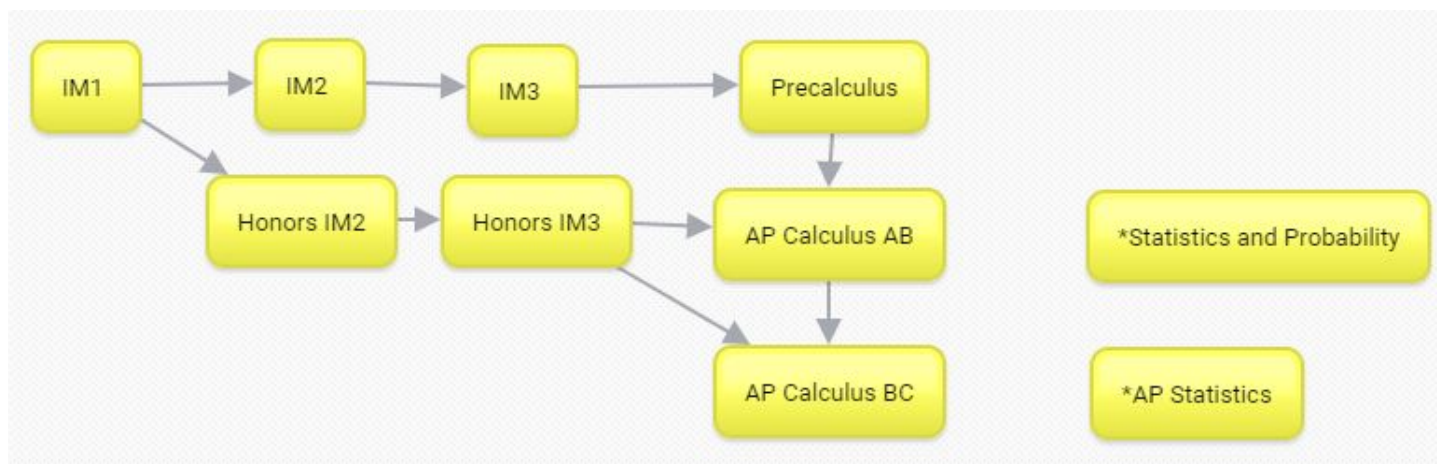 IM1
IM2
IM3
Precalculus
Honors IM2
Honors IM3
AP Calculus AB
*Statistics and Probability
AP Calculus BC
*AP Statistics